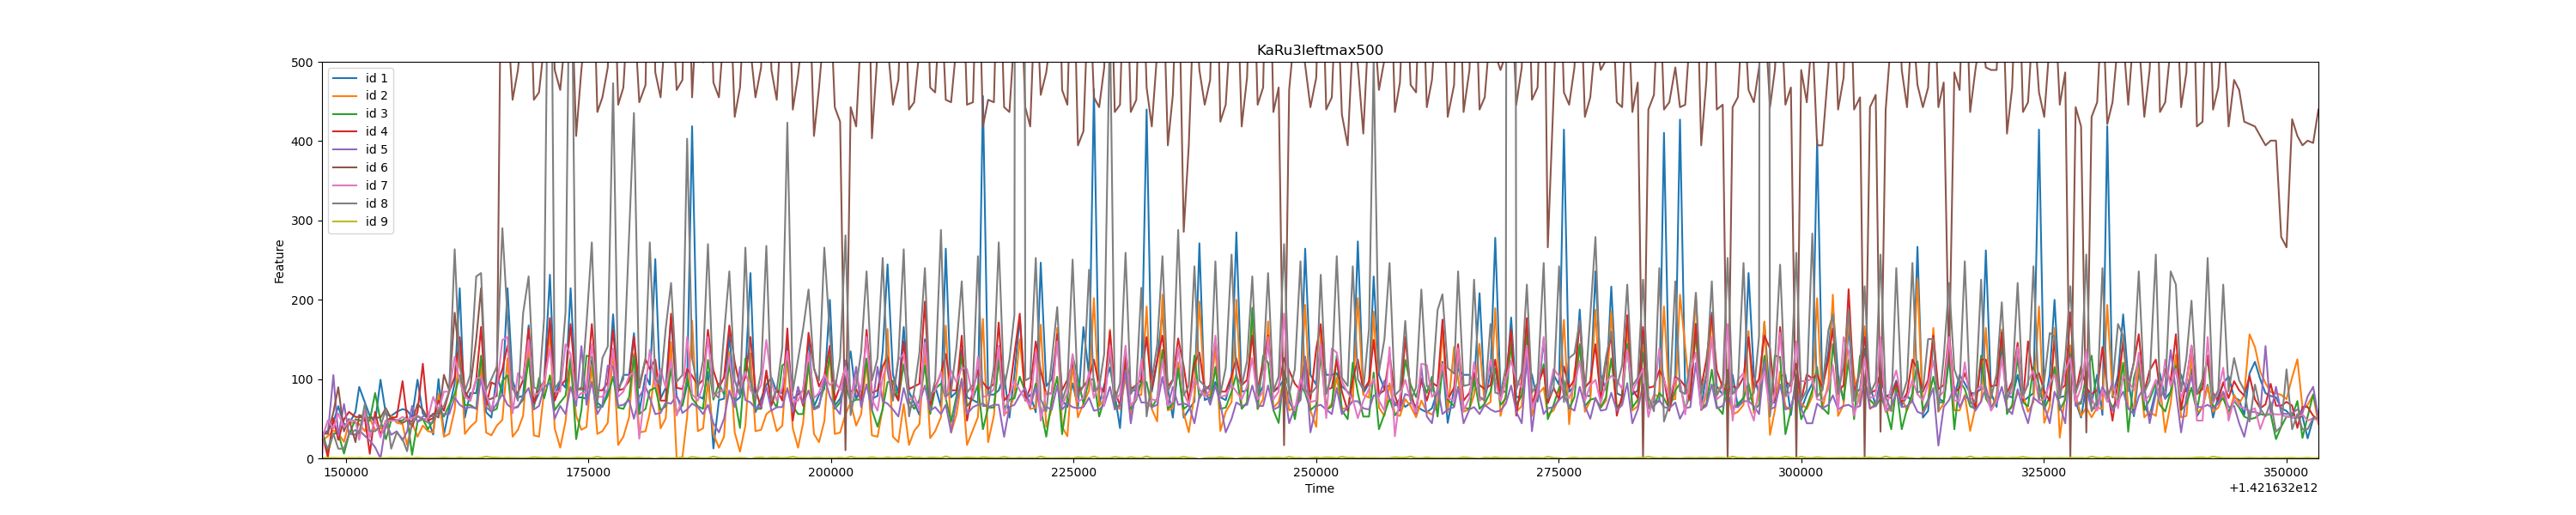 KaRu3leftmax500
500
400
300
200
100
0
Feature
id 1
id 2
id 3
id 4
id 5
id 6
id 7
id 8
id 9
150000 175000 200000 225000 250000 275000 300000 325000 350000
Time
+1.421632e12